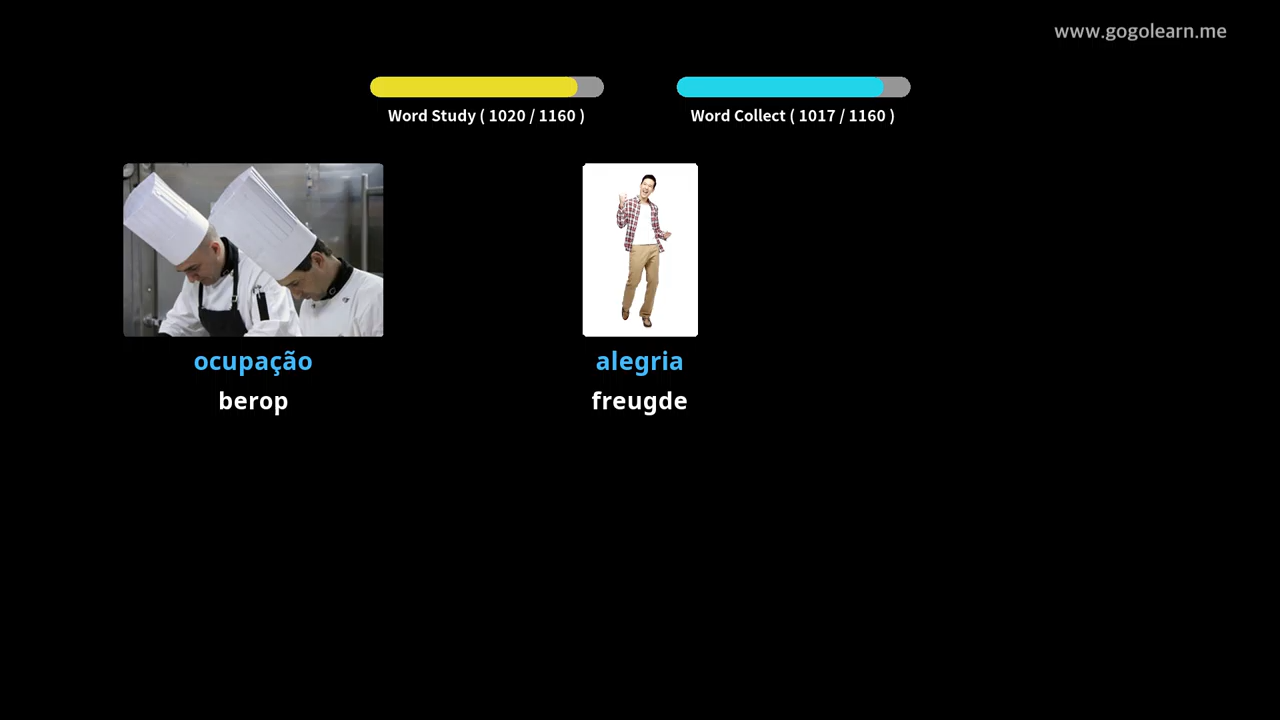 www.gogolearn.me
Word Study ( 1020 / 1160 )
Word Collect ( 1017 / 1160 )
ocupação
alegria
berop
freugde